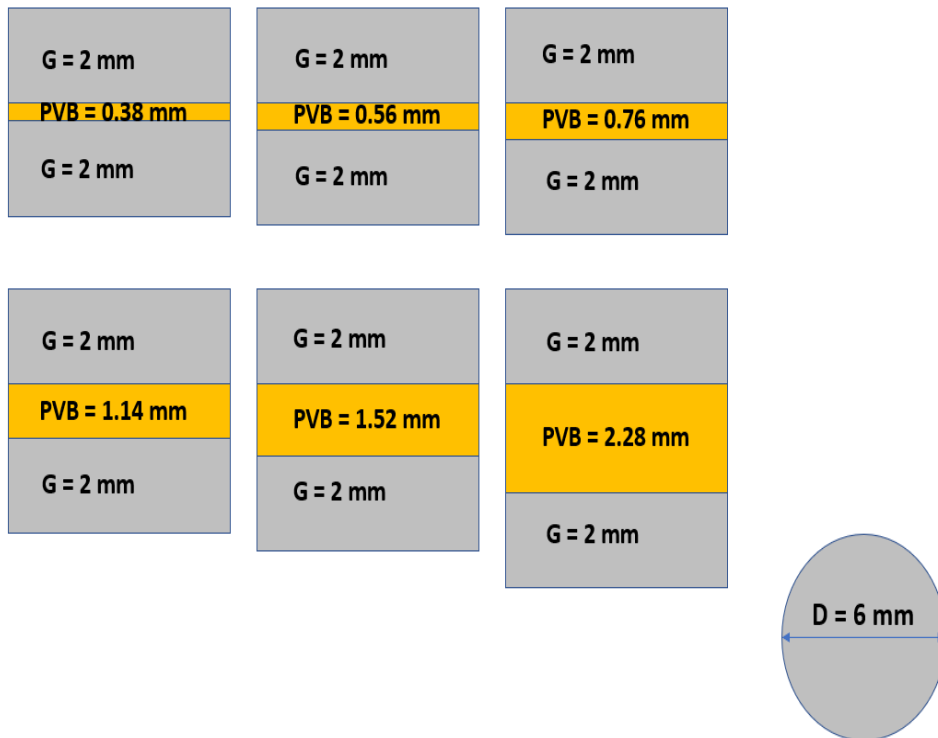 G = 2 mm
PVB = 0.38 mm
G = 2 mm
G = 2 mm
PVB = 0.56 mm
G = 2 mm
G = 2 mm
PVB = 0.76 mm
G = 2 mm
G = 2 mm
PVB = 1.14 mm
G = 2 mm
G = 2 mm
PVB = 1.52 mm
G = 2 mm
G = 2 mm
PVB = 2.28 mm
G = 2 mm
D = 6 mm